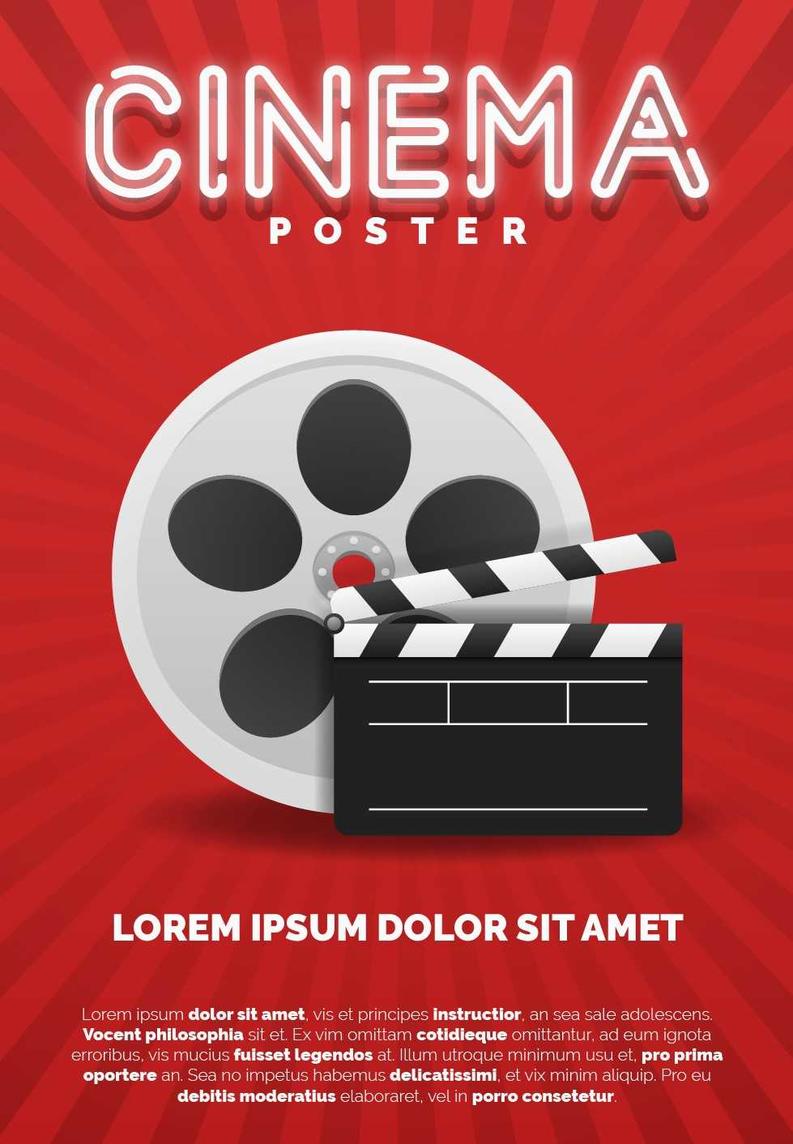 CINEMA
POSTER
LOREM IPSUM DOLOR SIT AMET
Lorem ipsum dolor sit amet, vis et principes instructior, an sea sale adolescens.
Vocent philosophia sit et. Ex vim omittam cotidieque omittantur, ad eum ignota
erroribus, vis mucius fuisset legendos at. Illum utroque minimum usu et, pro prima
oportere an. Sea no impetus habemus delicatissimi, et vix minim aliquip. Pro eu
debitis moderatius elaboraret, vel in porro consetetur.